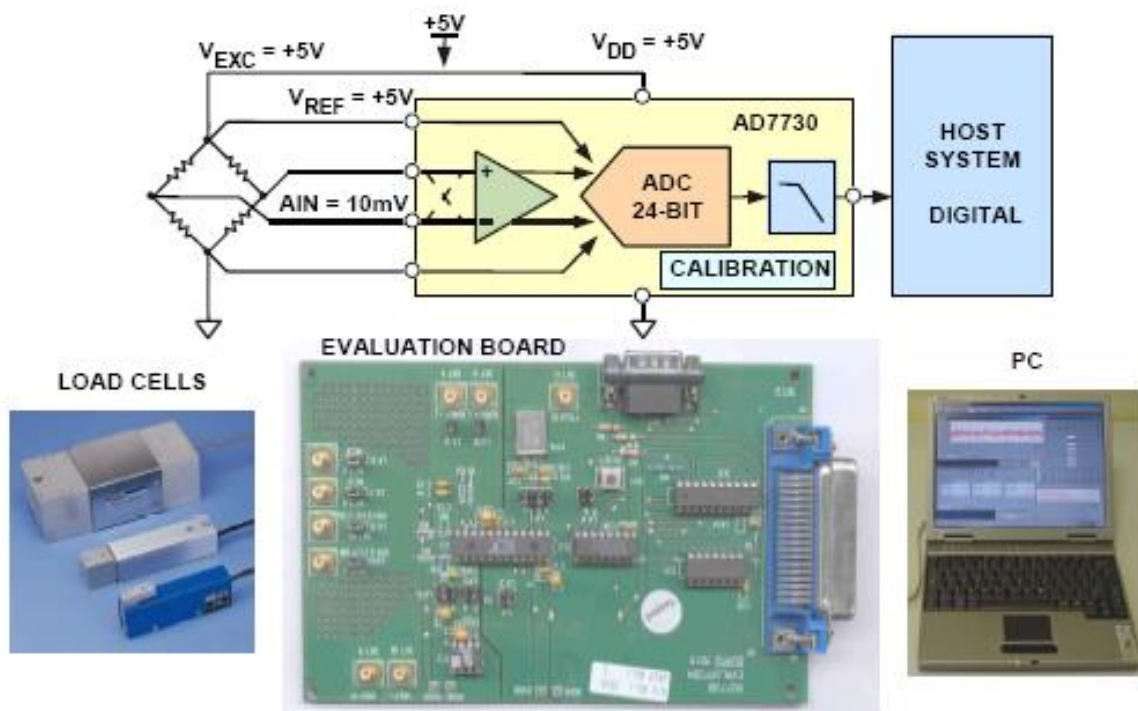 +5V
V_EXC = +5V
V_DD = +5V
V_REF = +5V
AD7730
HOST
SYSTEM
DIGITAL
+
ADC
24-BIT
AIN = 10mV
-
CALIBRATION
EVALUATION BOARD
LOAD CELLS
PC